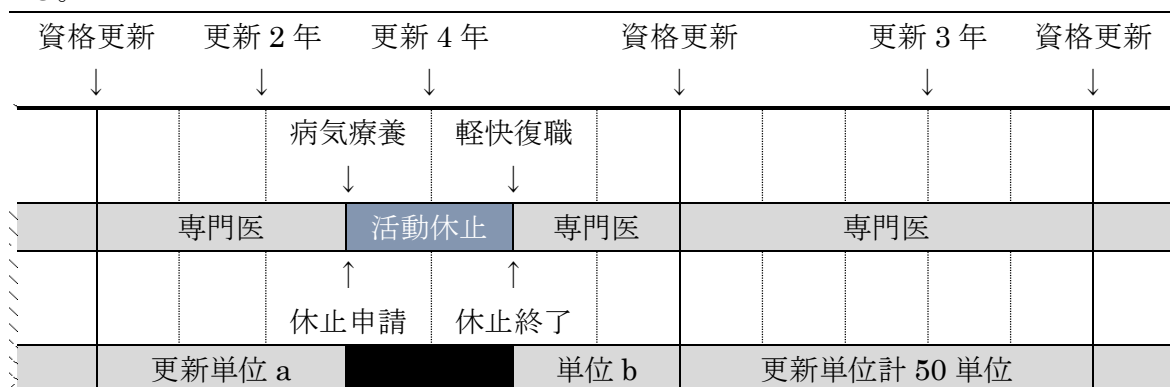 資格更新 更新 2 年 更新 4 年 資格更新 更新 3 年 資格更新
↓ ↓ ↓ ↓ ↓ ↓
病気療養 軽快復職
↓ ↓
専門医 活動休止 専門医 専門医
↑ ↑
休止申請 休止終了
更新単位 a 単位 b 更新単位計 50 単位